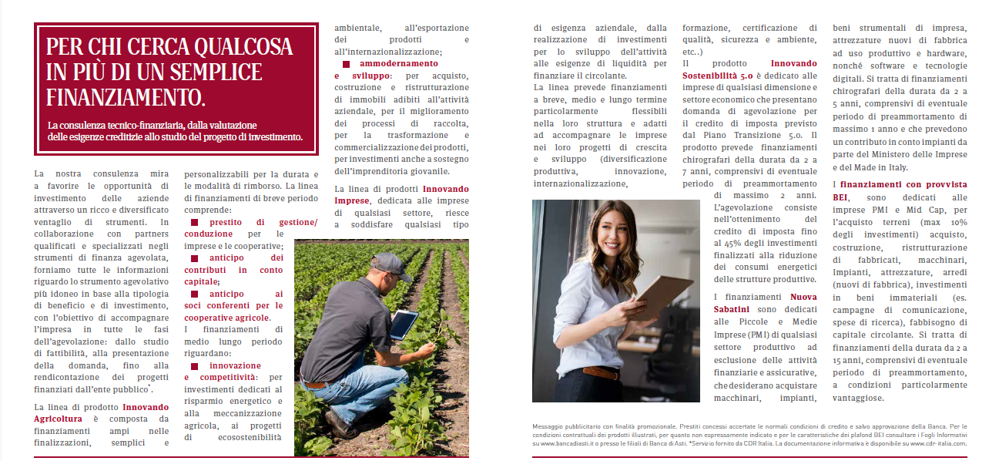 PER CHI CERCA QUALCOSA
IN PIÙ DI UN SEMPLICE
FINANZIAMENTO.
La consulenza tecnico-finanziaria, dalla valutazione
delle esigenze creditizie allo studio del progetto di investimento.
La nostra consulenza mira
a favorire le opportunità di
investimento delle aziende
attraverso un ricco e diversificato
ventaglio di strumenti. In
collaborazione con partners
qualificati e specializzati negli
strumenti di finanza agevolata,
forniamo tutte le informazioni
riguardo lo strumento agevolativo
più idoneo in base alla tipologia
di beneficio e di investimento,
con l'obiettivo di accompagnare
l'impresa in tutte le fasi
dell'agevolazione: dallo studio
di fattibilità, alla presentazione
della domanda, fino alla
rendicontazione dei progetti
finanziati dall'ente pubblico*.
La linea di prodotto Innovando
Agricoltura è composta da
finanziamenti ampi nelle
finalizzazioni, semplici e
personalizzabili per la durata e
le modalità di rimborso. La linea
di finanziamenti di breve periodo
comprende:
■ prestito di gestione/
conduzione per le
imprese e le cooperative;
■ anticipo dei
contributi in conto
capitale;
■ anticipo ai
soci conferenti per le
cooperative agricole.
I finanziamenti di
medio lungo periodo
riguardano:
■ innovazione
e competitività: per
investimenti dedicati al
risparmio energetico e
alla meccanizzazione
agricola, ai progetti
di ecosostenibilità
ambientale, all'esportazione
dei prodotti e
all'internazionalizzazione;
■ ammodernamento
e sviluppo: per acquisto,
costruzione e ristrutturazione
di immobili adibiti all'attività
aziendale, per il miglioramento
dei processi di raccolta,
per la trasformazione e
commercializzazione dei prodotti,
per investimenti anche a sostegno
dell'imprenditoria giovanile.
La linea di prodotti Innovando
Imprese, dedicata alle imprese
di qualsiasi settore, riesce
a soddisfare qualsiasi tipo
di esigenza aziendale, dalla
realizzazione di investimenti
per lo sviluppo dell'attività
alle esigenze di liquidità per
finanziare il circolante.
La linea prevede finanziamenti
a breve, medio e lungo termine
particolarmente flessibili
nella loro struttura e adatti
ad accompagnare le imprese
nei loro progetti di crescita
e sviluppo (diversificazione
produttiva, innovazione,
internazionalizzazione,
formazione, certificazione di
qualità, sicurezza e ambiente,
etc..)
Il prodotto Innovando
Sostenibilità 5.0 è dedicato alle
imprese di qualsiasi dimensione e
settore economico che presentano
domanda di agevolazione per
il credito di imposta previsto
dal Piano Transizione 5.0. Il
prodotto prevede finanziamenti
chirografari della durata da 2 a
7 anni, comprensivi di eventuale
periodo di preammortamento
di massimo 2 anni.
L'agevolazione consiste
nell'ottenimento del
credito di imposta fino
al 45% degli investimenti
finalizzati alla riduzione
dei consumi energetici
delle strutture produttive.
I finanziamenti Nuova
Sabatini sono dedicati
alle Piccole e Medie
Imprese (PMI) di qualsiasi
settore produttivo ad
esclusione delle attività
finanziarie e assicurative,
che desiderano acquistare
macchinari, impianti,
beni strumentali di impresa,
attrezzature nuovi di fabbrica
ad uso produttivo e hardware,
nonché software e tecnologie
digitali. Si tratta di finanziamenti
chirografari della durata da 2 a
5 anni, comprensivi di eventuale
periodo di preammortamento di
massimo 1 anno e che prevedono
un contributo in conto impianti da
parte del Ministero delle Imprese
e del Made in Italy.
I finanziamenti con provvista
BEI, sono dedicati alle
imprese PMI e Mid Cap, per
l'acquisto terreni (max 10%
degli investimenti) acquisto,
costruzione, ristrutturazione
di fabbricati, macchinari,
Impianti, attrezzature, arredi
(nuovi di fabbrica), investimenti
in beni immateriali (es.
campagne di comunicazione,
spese di ricerca), fabbisogno di
capitale circolante. Si tratta di
finanziamenti della durata da 2 a
15 anni, comprensivi di eventuale
periodo di preammortamento,
a condizioni particolarmente
vantaggiose.
Messaggio pubblicitario con finalità promozionale. Prestiti concessi accertate le normali condizioni di credito e salvo approvazione della Banca. Per le
condizioni contrattuali dei prodotti illustrati, per quanto non espressamente indicato e per le caratteristiche dei plafond BEI consultare i Fogli Informativi
su www.bancadiasti.it o presso le filiali di Banca di Asti. *Servizio fornito da CDR Italia. La documentazione informativa è disponibile su www.cdr-italia.com.